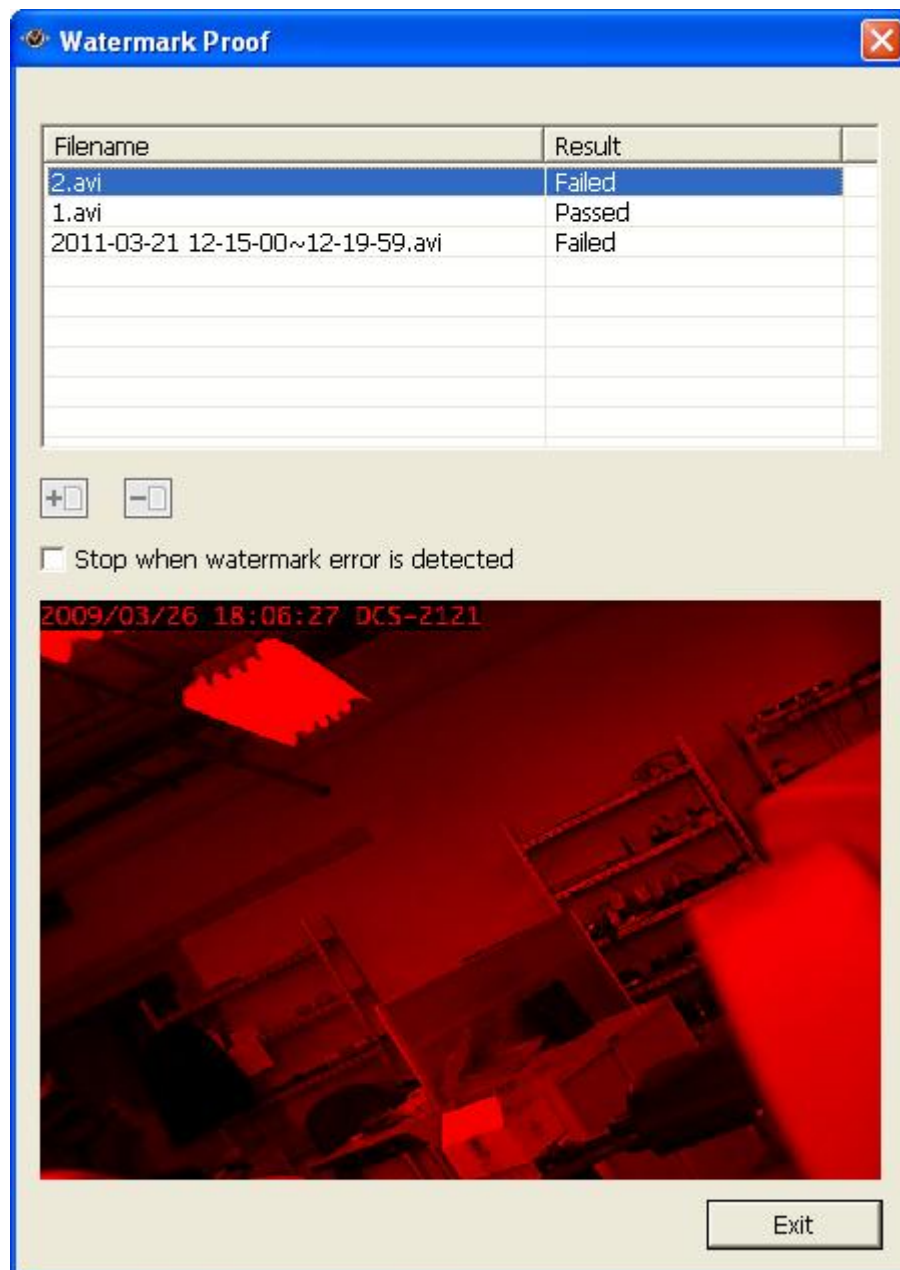 Watermark Proof
Filename Result
2.avi Failed
1.avi Passed
2011-03-21 12-15-00~12-19-59.avi Failed
Stop when watermark error is detected
2009/03/26 18:06:27 DCS-2121
Exit